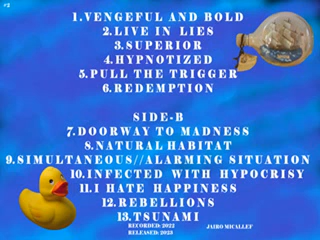 #2
1.VENGEFUL AND BOLD
2.LIVE IN LIES
3.SUPERIOR
4.HYPNOTIZED
5.PULL THE TRIGGER
6.REDEMPTION
SIDE-B
7.DOORWAY TO MADNESS
8.NATURAL HABITAT
9.SIMULTANEOUS//ALARMING SITUATION
10.INFECTED WITH HYPOCRISY
11.I HATE HAPPINESS
12.REBELLIONS
13.TSUNAMI
RECORDED: 2022
RELEASED: 2023
JAIRO MICALLEF